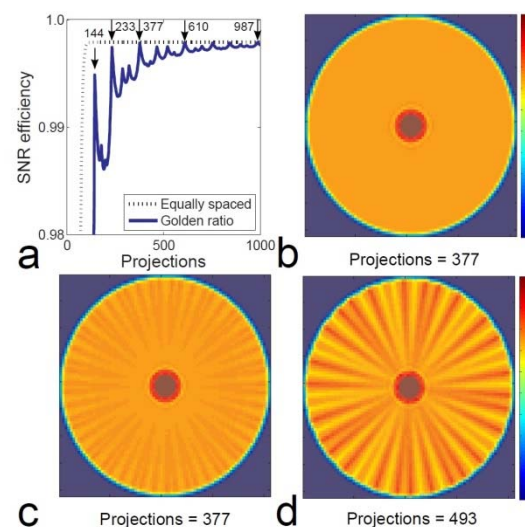 1.0
144
233
377
610
987
SNR efficiency
0.99
Equally spaced
Golden ratio
0.98
0
500
1000
Projections
a
b
Projections = 377
c
Projections = 377
d
Projections = 493